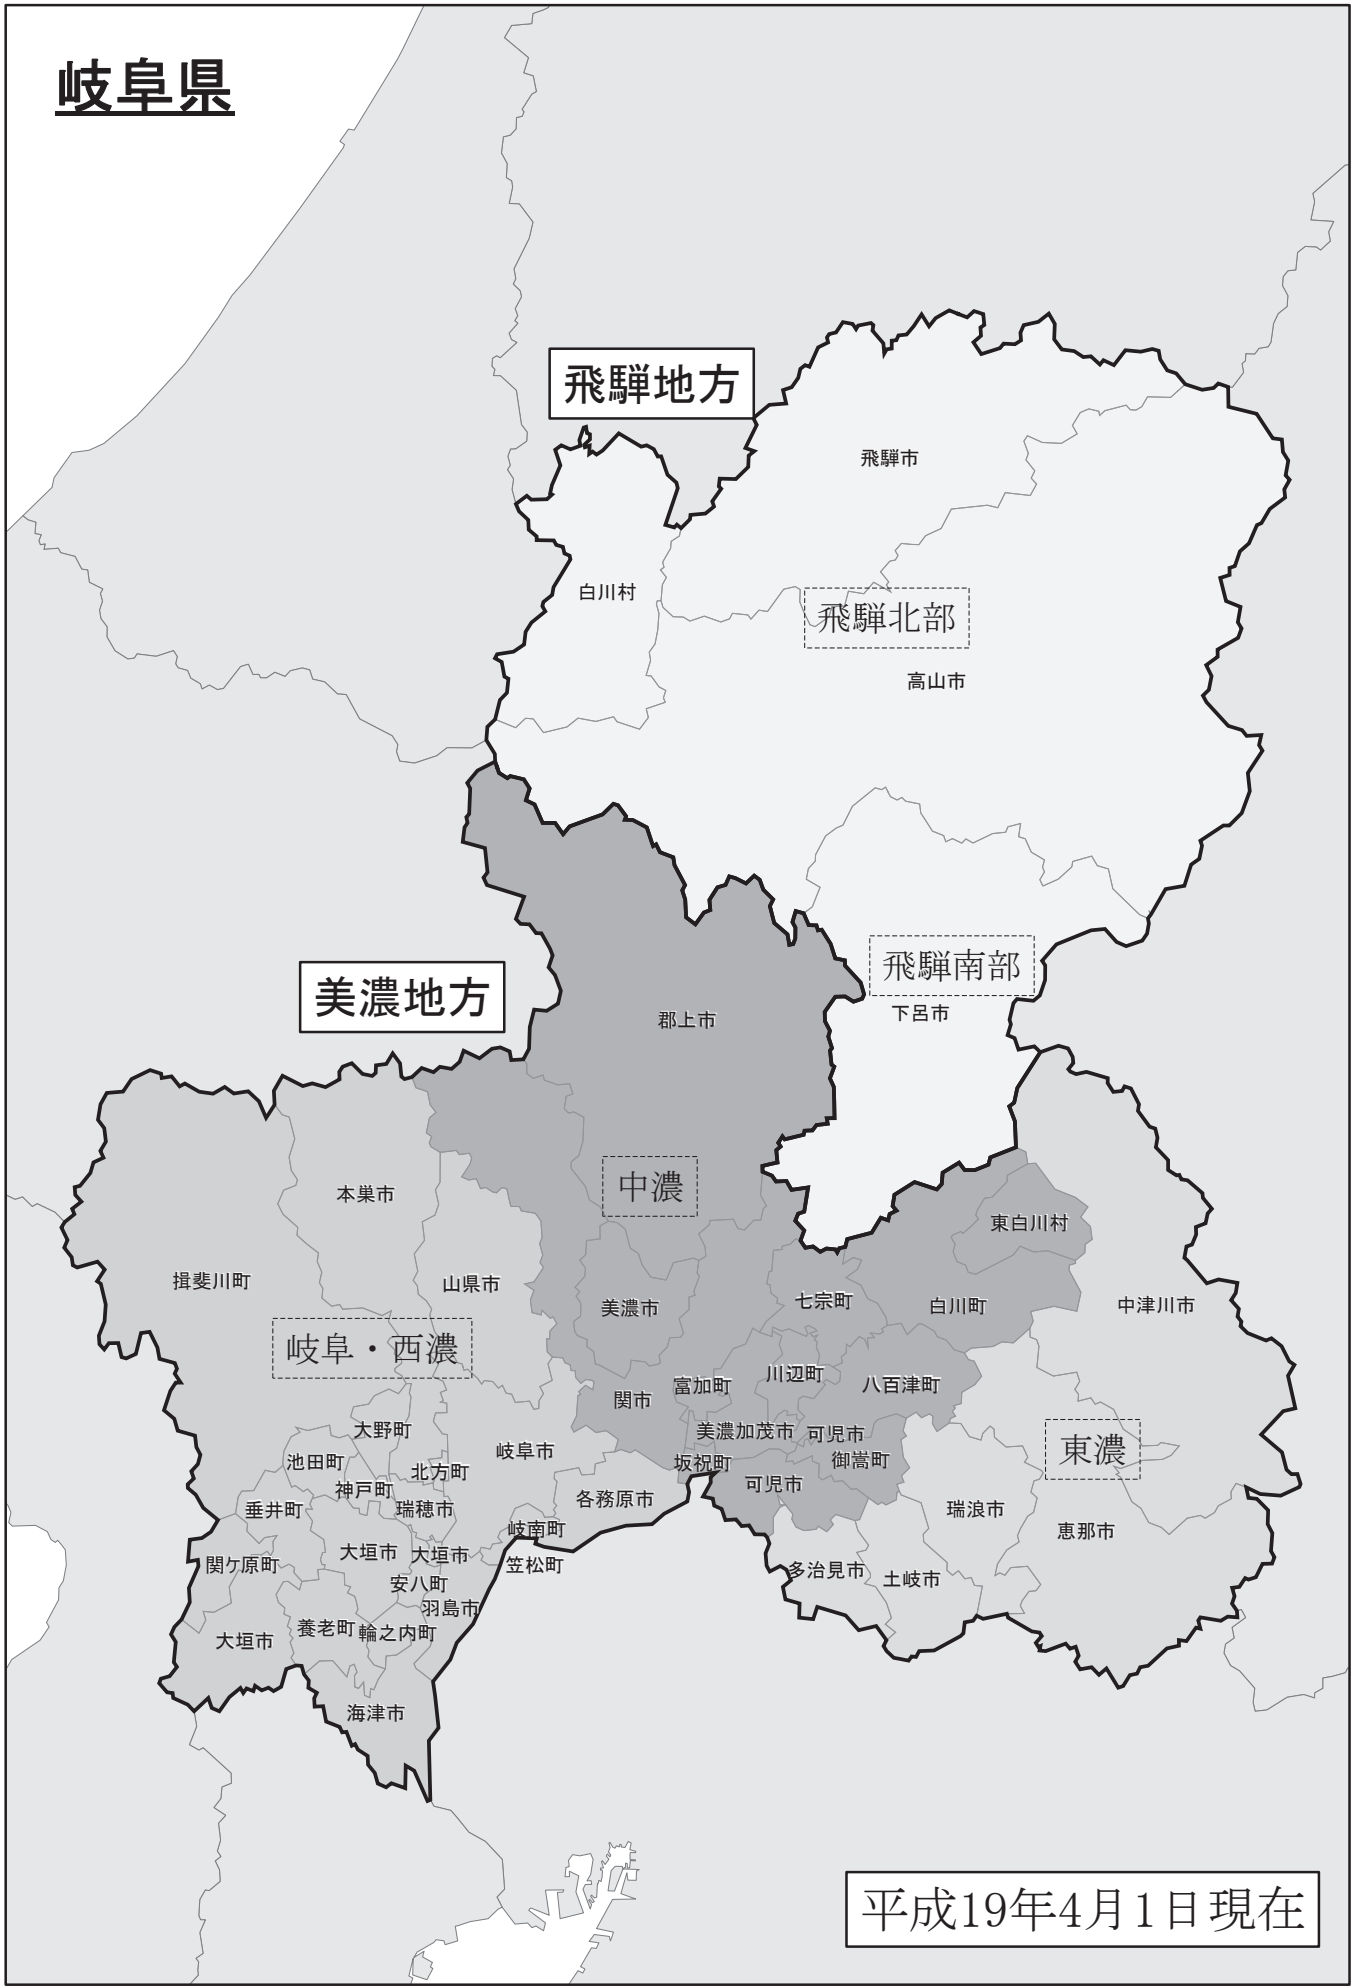 岐阜県
飛騨地方
飛騨市
白川村
飛騨北部
高山市
飛騨南部
美濃地方
下呂市
郡上市
中濃
本巣市
東白川村
揖斐川町
山県市
美濃市
七宗町
白川町
中津川市
岐阜・西濃
関市
富加町
川辺町
八百津町
大野町
美濃加茂市
可児市
東濃
池田町
岐阜市
北方町
坂祝町
御嵩町
神戸町
可児市
垂井町
瑞穂市
各務原市
瑞浪市
岐南町
恵那市
関ケ原町
大垣市
大垣市
笠松町
多治見市
土岐市
安八町
羽島市
養老町
輪之内町
大垣市
海津市
平成19年4月1日現在